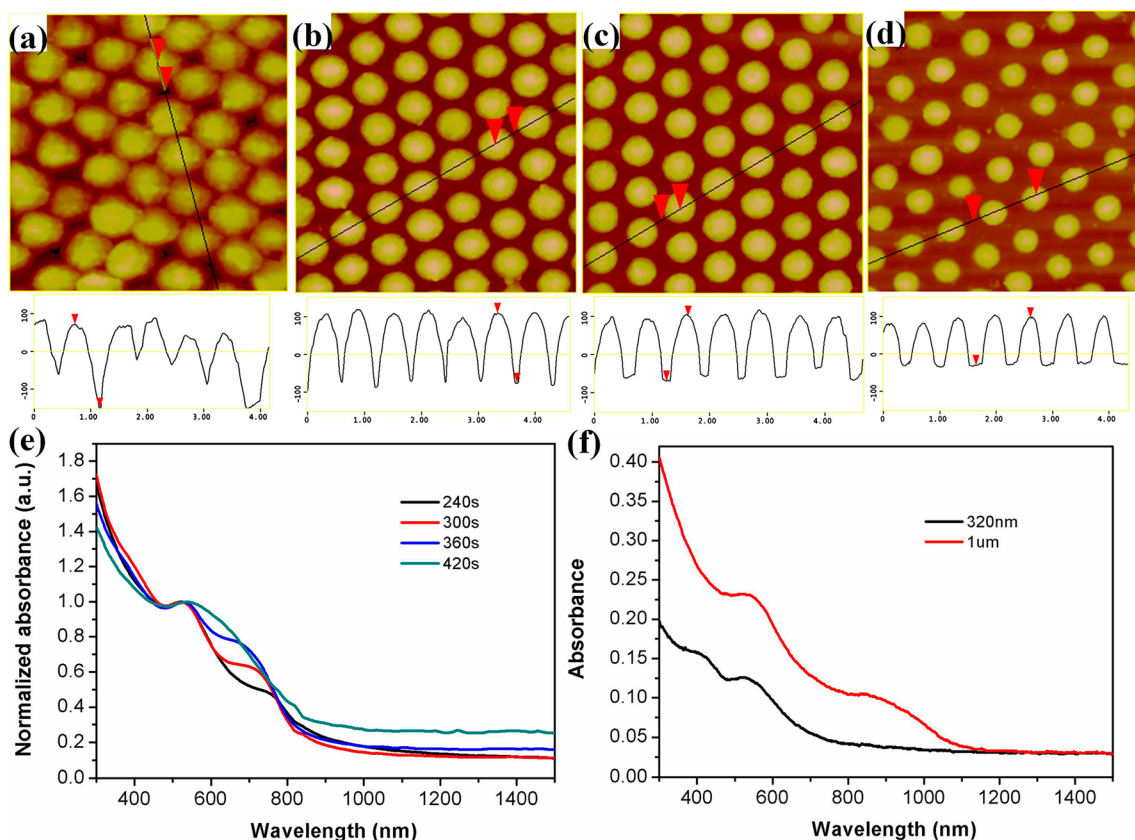 (a)
(b)
(c)
(d)
100
0
-100
0 1.00 2.00 3.00 4.00
100
0
-100
0 1.00 2.00 3.00 4.00
100
0
-100
0 1.00 2.00 3.00 4.00
100
0
-100
0 1.00 2.00 3.00 4.00
(e)
1.8
1.6
1.4
1.2
1.0
0.8
0.6
0.4
0.2
0.0
Normalized absorbance (a.u.)
240s
300s
360s
420s
400 600 800 1000 1200 1400
Wavelength (nm)
(f)
0.40
0.35
0.30
0.25
0.20
0.15
0.10
0.05
0.00
Absorbance
320nm
1um
400 600 800 1000 1200 1400
Wavelength (nm)